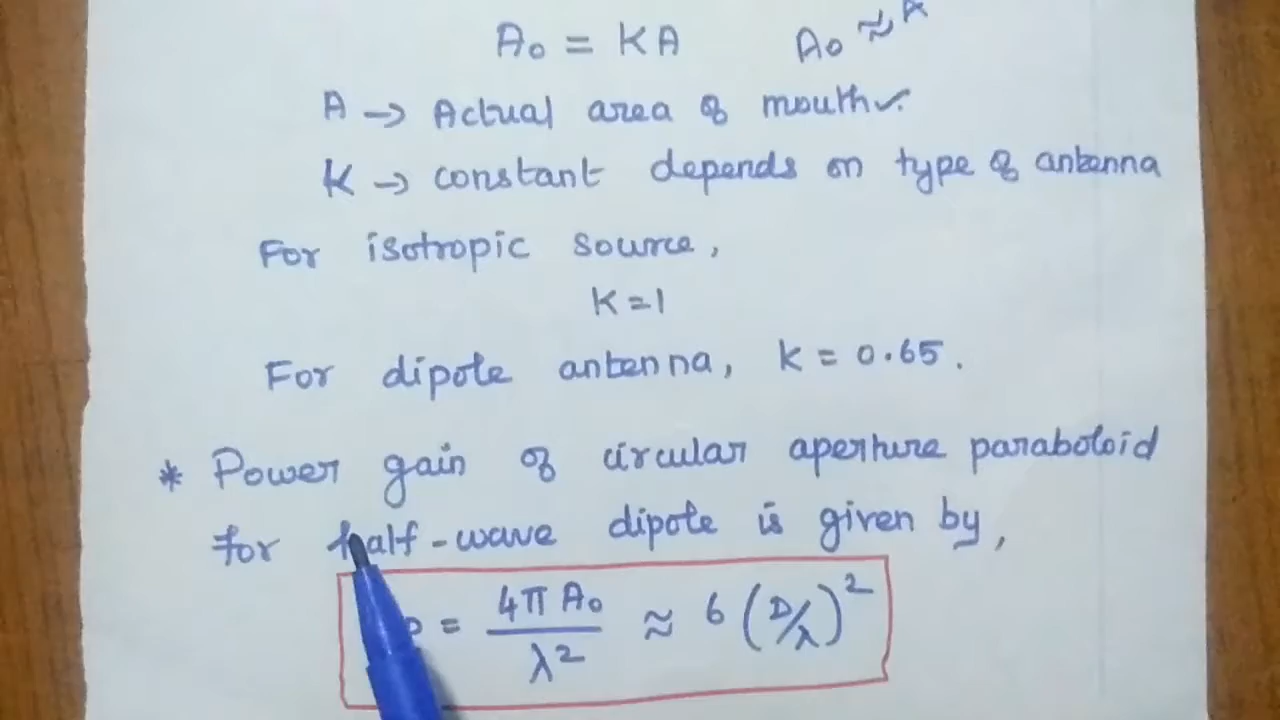 A₀ = KA A₀ ≈ A
A → Actual area of mouth.
K → constant depends on type of antenna
For isotropic source,
K = 1
For dipole antenna, K = 0.65.
* Power gain of circular aperture paraboloid
for half-wave dipole is given by,
P = 4π A₀ / λ² ≈ 6 (D/λ)²